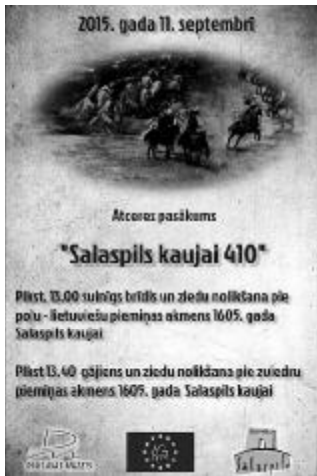 2015. gada 11. septembrī
Atceres pasākums
"Salaspils kaujai 410"
Plkst. 13.00 svinīgs brīdis un ziedu nolikšana pie
poļu - lietuviešu piemiņas akmens 1605. gada
Salaspils kaujai
Plkst 13.40 gājiens un ziedu nolikšana pie zviedru
piemiņas akmens 1605. gada Salaspils kaujai
Salaspils